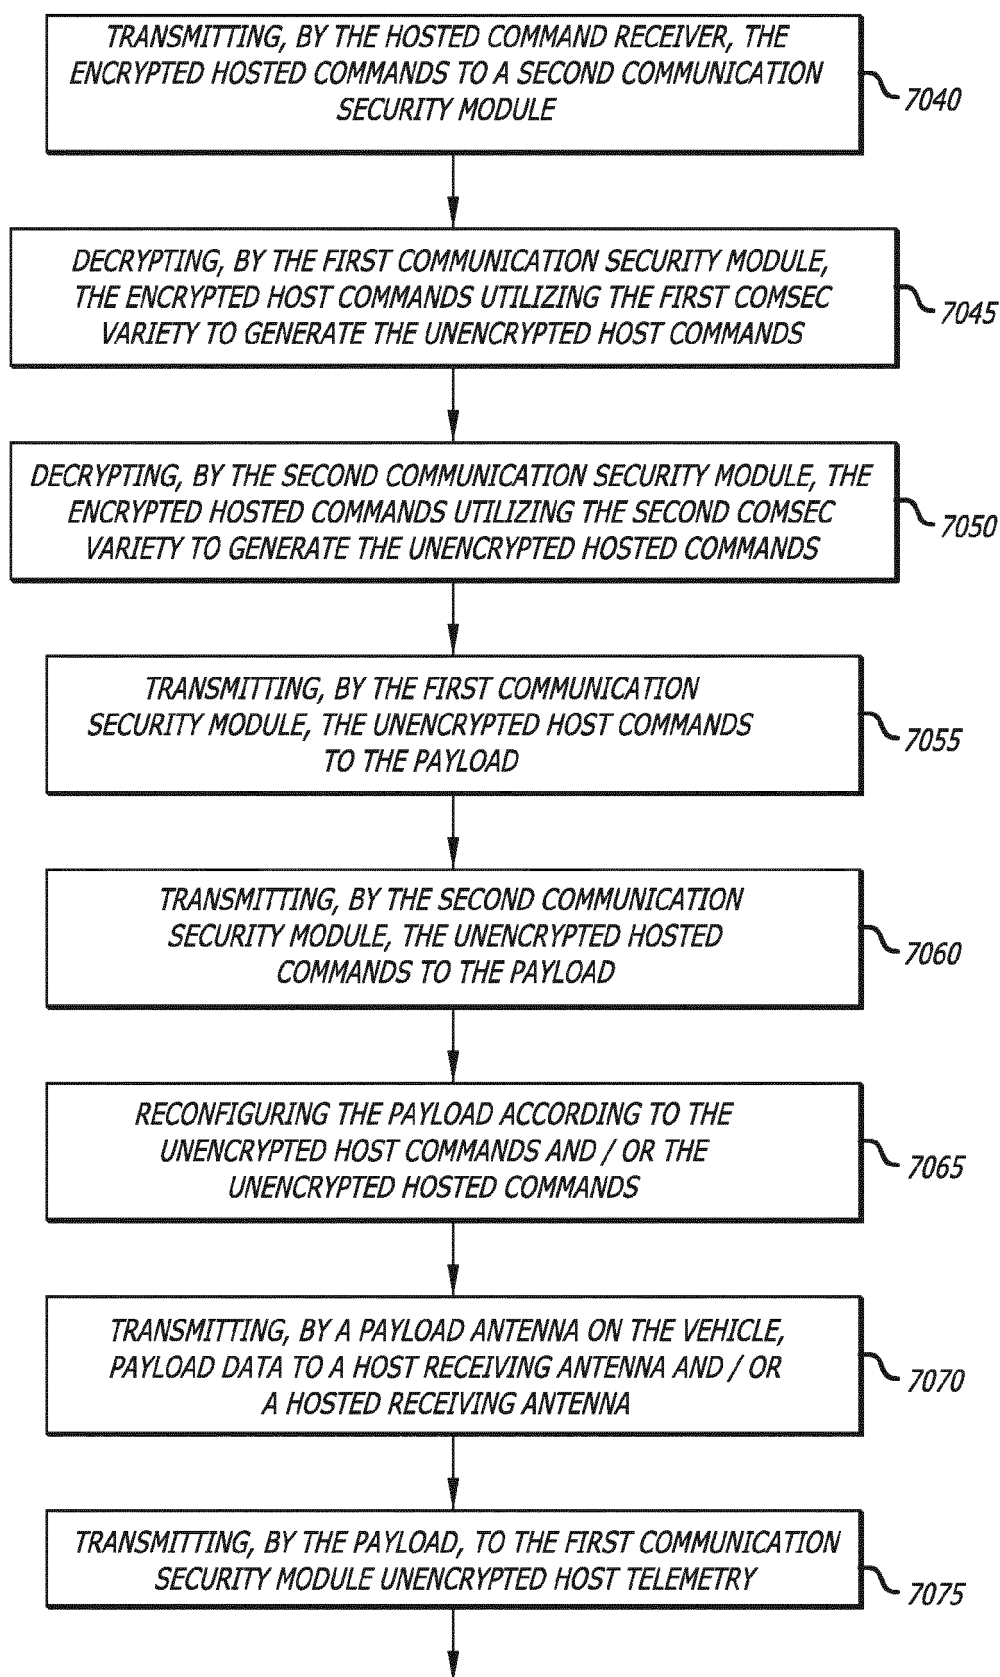 TRANSMITTING, BY THE HOSTED COMMAND RECEIVER, THE
ENCRYPTED HOSTED COMMANDS TO A SECOND COMMUNICATION
SECURITY MODULE
7040
DECRYPTING, BY THE FIRST COMMUNICATION SECURITY MODULE,
THE ENCRYPTED HOST COMMANDS UTILIZING THE FIRST COMSEC
VARIETY TO GENERATE THE UNENCRYPTED HOST COMMANDS
7045
DECRYPTING, BY THE SECOND COMMUNICATION SECURITY MODULE, THE
ENCRYPTED HOSTED COMMANDS UTILIZING THE SECOND COMSEC
VARIETY TO GENERATE THE UNENCRYPTED HOSTED COMMANDS
7050
TRANSMITTING, BY THE FIRST COMMUNICATION
SECURITY MODULE, THE UNENCRYPTED HOST COMMANDS
TO THE PAYLOAD
7055
TRANSMITTING, BY THE SECOND COMMUNICATION
SECURITY MODULE, THE UNENCRYPTED HOSTED
COMMANDS TO THE PAYLOAD
7060
RECONFIGURING THE PAYLOAD ACCORDING TO THE
UNENCRYPTED HOST COMMANDS AND / OR THE
UNENCRYPTED HOSTED COMMANDS
7065
TRANSMITTING, BY A PAYLOAD ANTENNA ON THE VEHICLE,
PAYLOAD DATA TO A HOST RECEIVING ANTENNA AND / OR
A HOSTED RECEIVING ANTENNA
7070
TRANSMITTING, BY THE PAYLOAD, TO THE FIRST COMMUNICATION
SECURITY MODULE UNENCRYPTED HOST TELEMETRY
7075